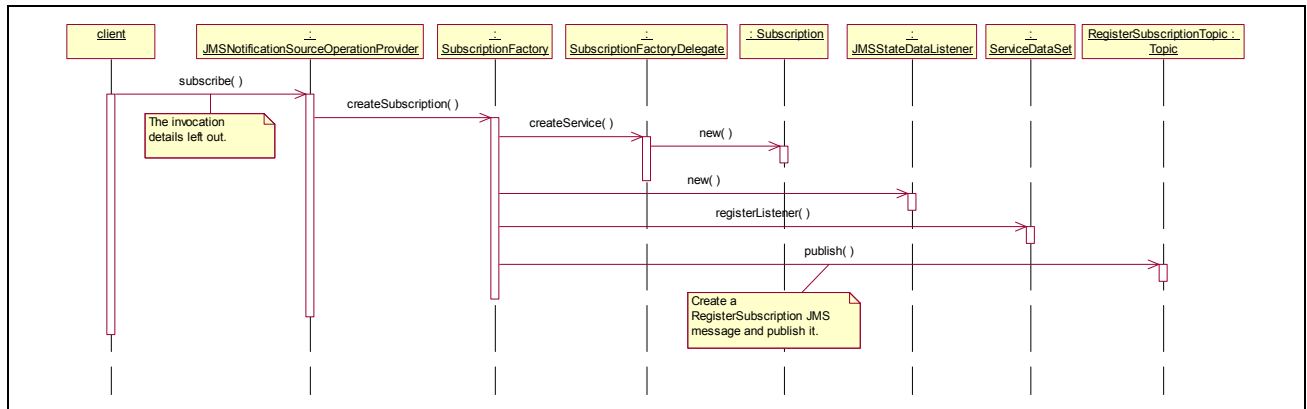 client
:
JMSNotificationSourceOperationProvider
:
SubscriptionFactory
:
SubscriptionFactoryDelegate
: Subscription
:
JMSStateDataListener
:
ServiceDataSet
RegisterSubscriptionTopic :
Topic
subscribe( )
The invocation
details left out.
createSubscription( )
createService( )
new( )
new( )
registerListener( )
publish( )
Create a
RegisterSubscription JMS
message and publish it.